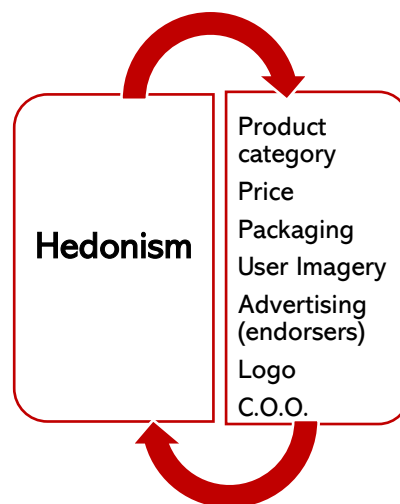 Hedonism
Product
category
Price
Packaging
User Imagery
Advertising
(endorsers)
Logo
C.O.O.